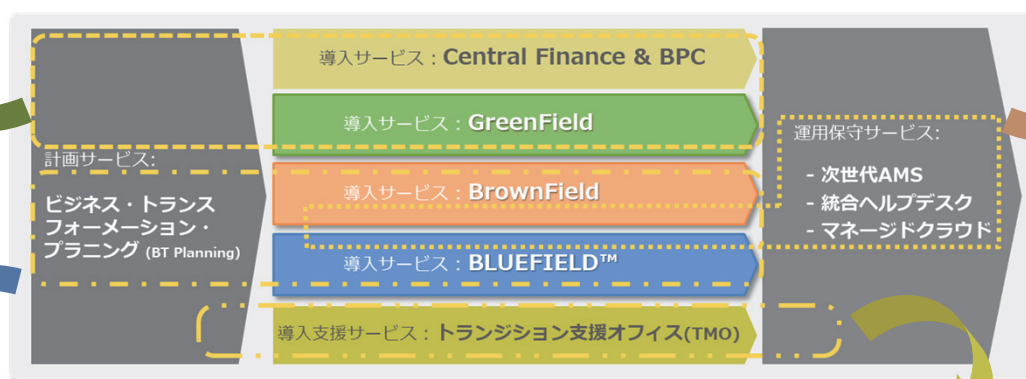 計画サービス:
ビジネス・トランス
フォーメーション・
プラニング (BT Planning)
導入サービス：Central Finance & BPC
導入サービス：GreenField
導入サービス：BrownField
導入サービス：BLUEFIELD™
導入支援サービス：トランジション支援オフィス(TMO)
運用保守サービス:
- 次世代AMS
- 統合ヘルプデスク
- マネージドクラウド